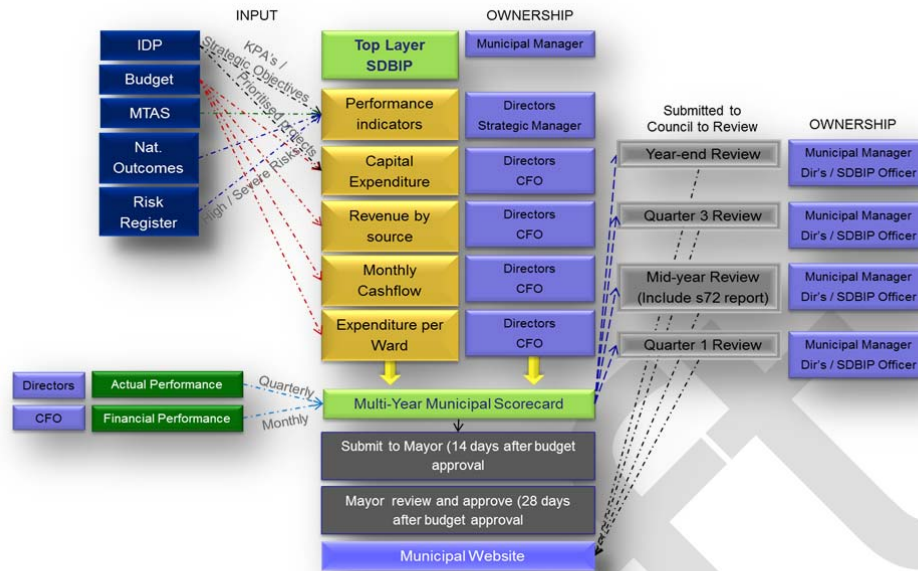 INPUT
OWNERSHIP
IDP
Budget
MTAS
Nat.
Outcomes
Risk
Register
KPA's /
Strategic Objectives
Prioritised projects
High / Severe Risks
Top Layer
SDBIP
Municipal Manager
Performance
indicators
Directors
Strategic Manager
Capital
Expenditure
Directors
CFO
Revenue by
source
Directors
CFO
Monthly
Cashflow
Directors
CFO
Expenditure per
Ward
Directors
CFO
Submitted to
Council to Review
OWNERSHIP
Year-end Review
Municipal Manager
Dir's / SDBIP Officer
Quarter 3 Review
Municipal Manager
Dir's / SDBIP Officer
Mid-year Review
(Include s72 report)
Municipal Manager
Dir's / SDBIP Officer
Quarter 1 Review
Municipal Manager
Dir's / SDBIP Officer
Directors
Actual Performance
Quarterly
CFO
Financial Performance
Monthly
Multi-Year Municipal Scorecard
Submit to Mayor (14 days after budget
approval
Mayor review and approve (28 days
after budget approval
Municipal Website